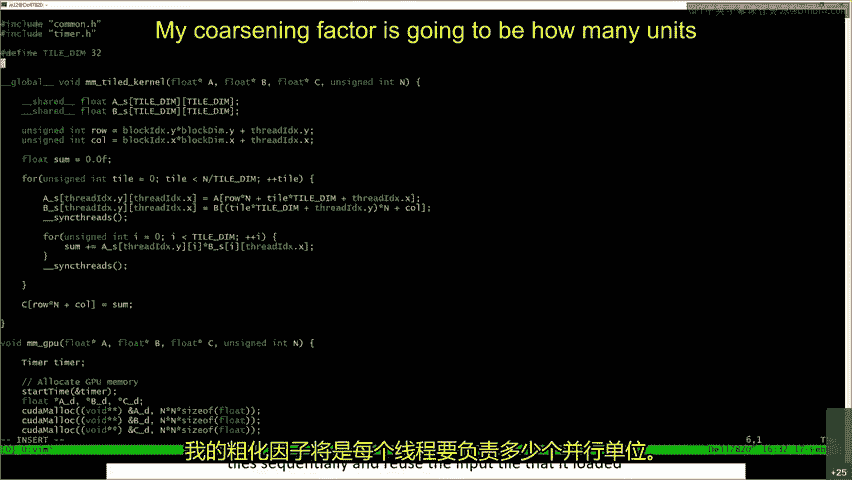 #include "common.h"
#include "timer.h"
My coarsening factor is going to be how many units
#define TILE_DIM 32
__global__ void mm_tiled_kernel(float* A, float* B, float* C, unsigned int N) {
__shared__ float A_s[TILE_DIM][TILE_DIM];
__shared__ float B_s[TILE_DIM][TILE_DIM];
unsigned int row = blockIdx.y*blockDim.y + threadIdx.y;
unsigned int col = blockIdx.x*blockDim.x + threadIdx.x;
float sum = 0.0f;
for(unsigned int tile = 0; tile < N/TILE_DIM; ++tile) {
A_s[threadIdx.y][threadIdx.x] = A[row*N + tile*TILE_DIM + threadIdx.x];
B_s[threadIdx.y][threadIdx.x] = B[(tile*TILE_DIM + threadIdx.y)*N + col];
__syncthreads();
for(unsigned int i = 0; i < TILE_DIM; ++i) {
sum += A_s[threadIdx.y][i]*B_s[i][threadIdx.x];
}
__syncthreads();
}
C[row*N + col] = sum;
}
void mm_gpu(float* A, float* B, float* C, unsigned int N) {
Timer timer;
// Allocate GPU memory
startTime(&timer);
float *A_d, *B_d, *C_d;
cudaMalloc((void**) &A_d, N*N*sizeof(float));
cudaMalloc((void**) &B_d, N*N*sizeof(float));
cudaMalloc((void**) &C_d, N*N*sizeof(float));
-- INSERT --
6,1
我的粗化因子将是每个线程要负责多少个并行单位。
tiles sequentially and reuse the input tile that it loaded
+25